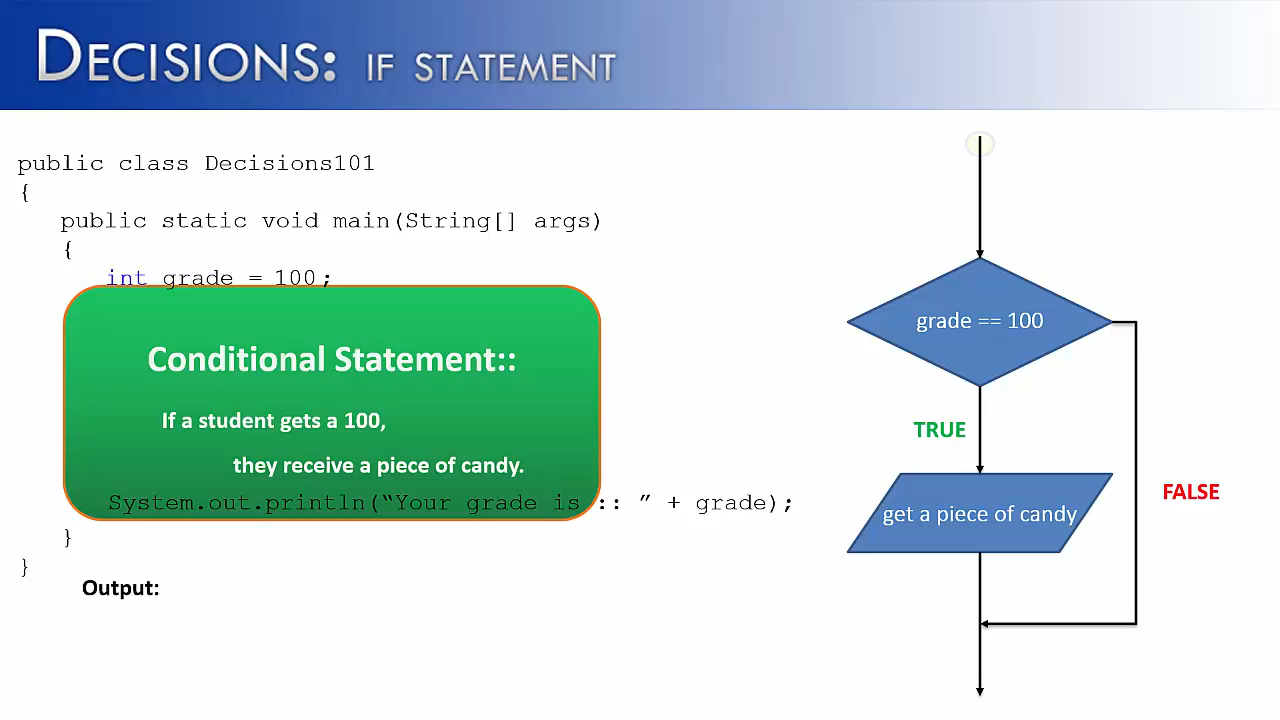 DECISIONS: IF STATEMENT
public class Decisions101
{
public static void main(String[] args)
{
int grade = 100;
Conditional Statement::
If a student gets a 100,
they receive a piece of candy.
System.out.println(“Your grade is :: ” + grade);
}
}
Output:
grade == 100
TRUE
FALSE
get a piece of candy